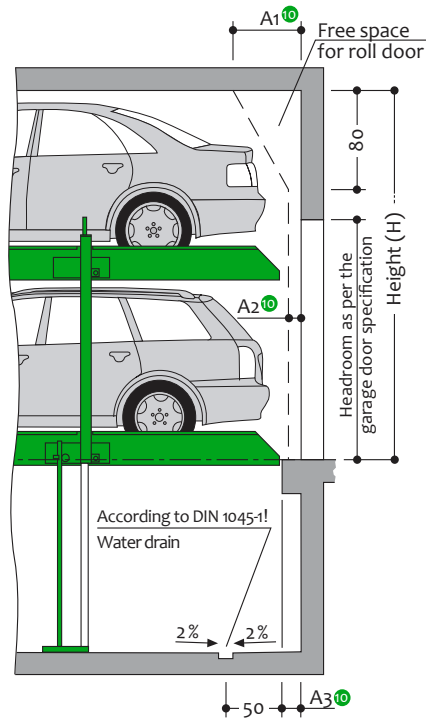 A1 10
Free space
for roll door
80
Height (H)
Headroom as per the
garage door specification
A2 10
According to DIN 1045-1!
Water drain
2% 2%
50
A3 10